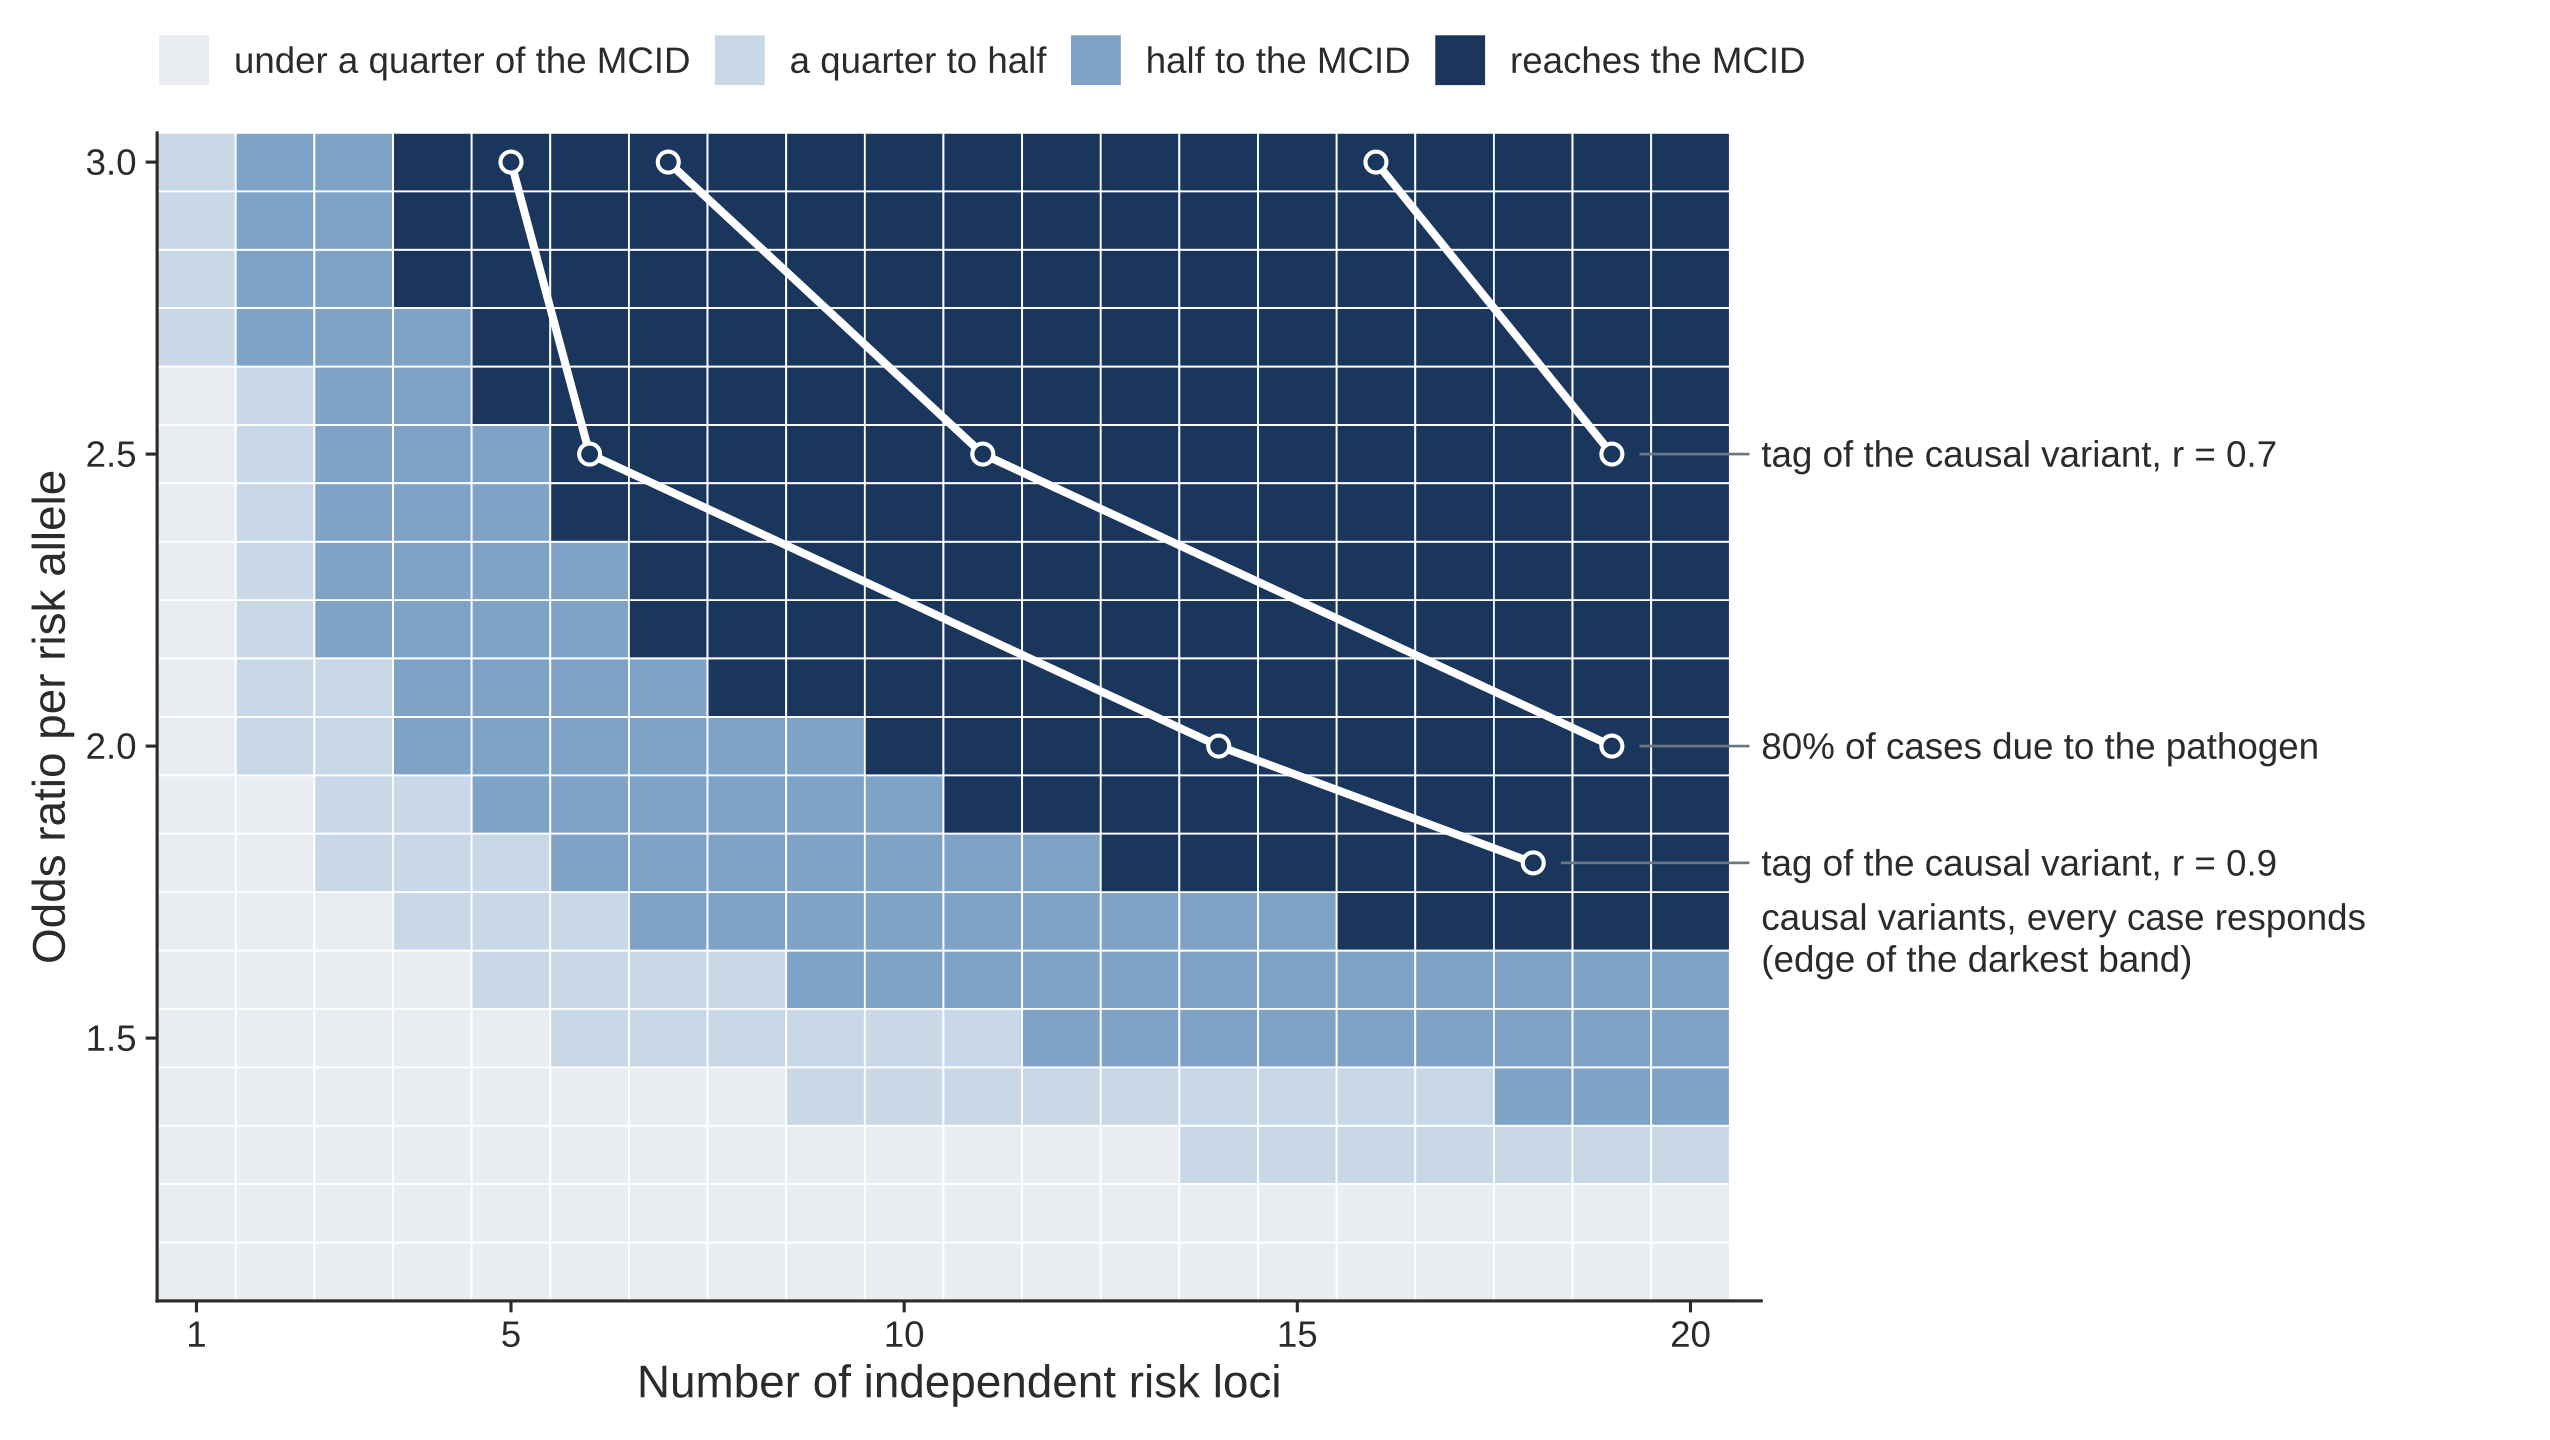 under a quarter of the MCID
a quarter to half
half to the MCID
reaches the MCID
Odds ratio per risk allele
3.0
2.5
2.0
1.5
tag of the causal variant, r = 0.7
80% of cases due to the pathogen
tag of the causal variant, r = 0.9
causal variants, every case responds
(edge of the darkest band)
1
5
10
15
20
Number of independent risk loci